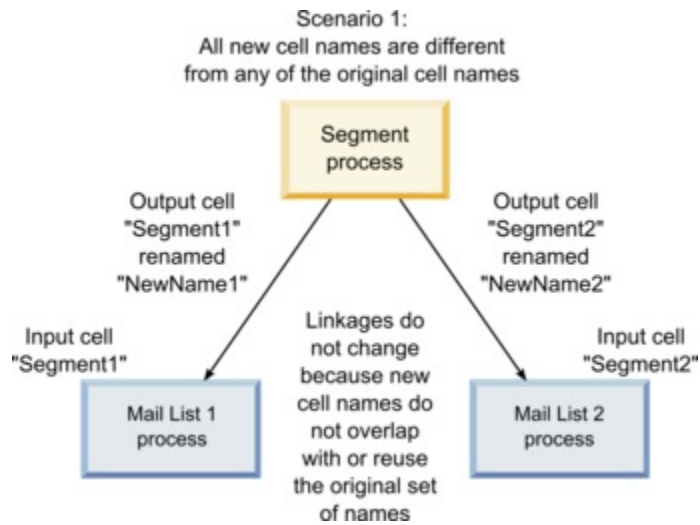 Scenario 1:
All new cell names are different
from any of the original cell names
Segment
process
Output cell
"Segment1"
renamed
"NewName1"
Output cell
"Segment2"
renamed
"NewName2"
Input cell
"Segment1"
Linkages do
not change
because new
cell names do
not overlap
with or reuse
the original set
of names
Input cell
"Segment2"
Mail List 1
process
Mail List 2
process